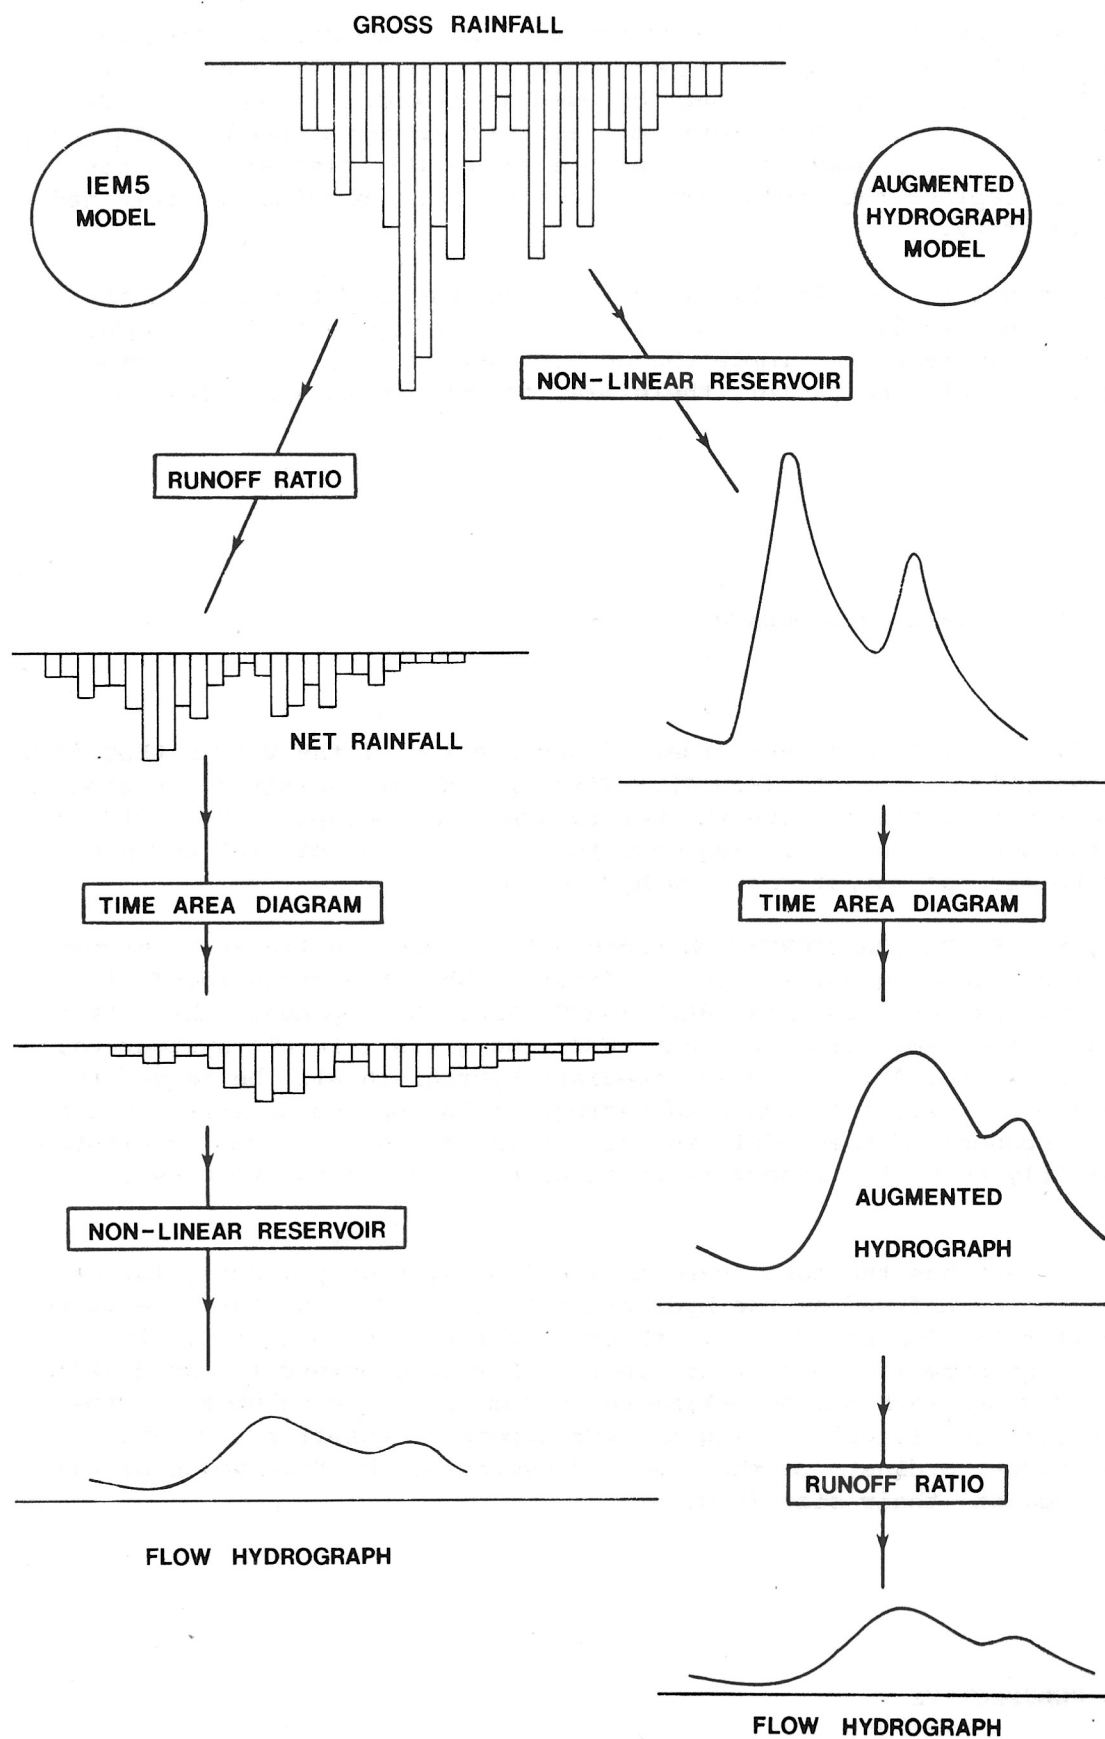 GROSS RAINFALL
IEM5
MODEL
AUGMENTED
HYDROGRAPH
MODEL
NON-LINEAR RESERVOIR
RUNOFF RATIO
NET RAINFALL
TIME AREA DIAGRAM
TIME AREA DIAGRAM
AUGMENTED
HYDROGRAPH
NON-LINEAR RESERVOIR
RUNOFF RATIO
FLOW HYDROGRAPH
FLOW HYDROGRAPH